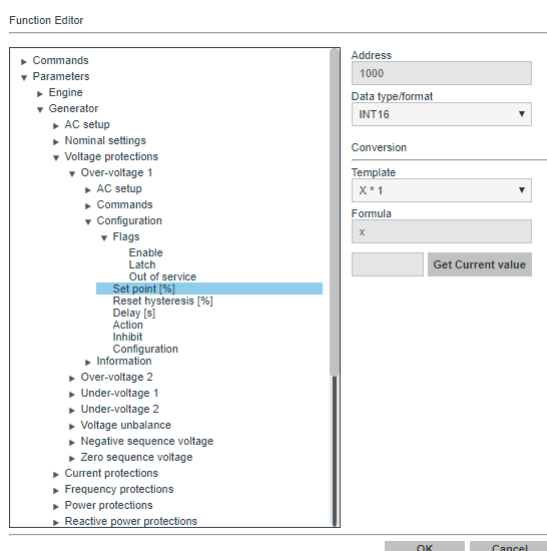 Function Editor
Commands
Parameters
Engine
Generator
AC setup
Nominal settings
Voltage protections
Over-voltage 1
AC setup
Commands
Configuration
Flags
Enable
Latch
Out of service
Set point [%]
Reset hysteresis [%]
Delay [s]
Action
Inhibit
Configuration
Information
Over-voltage 2
Under-voltage 1
Under-voltage 2
Voltage unbalance
Negative sequence voltage
Zero sequence voltage
Current protections
Frequency protections
Power protections
Reactive power protections
Address
1000
Data type/format
INT16
Conversion
Template
X * 1
Formula
x
Get Current value
OK Cancel